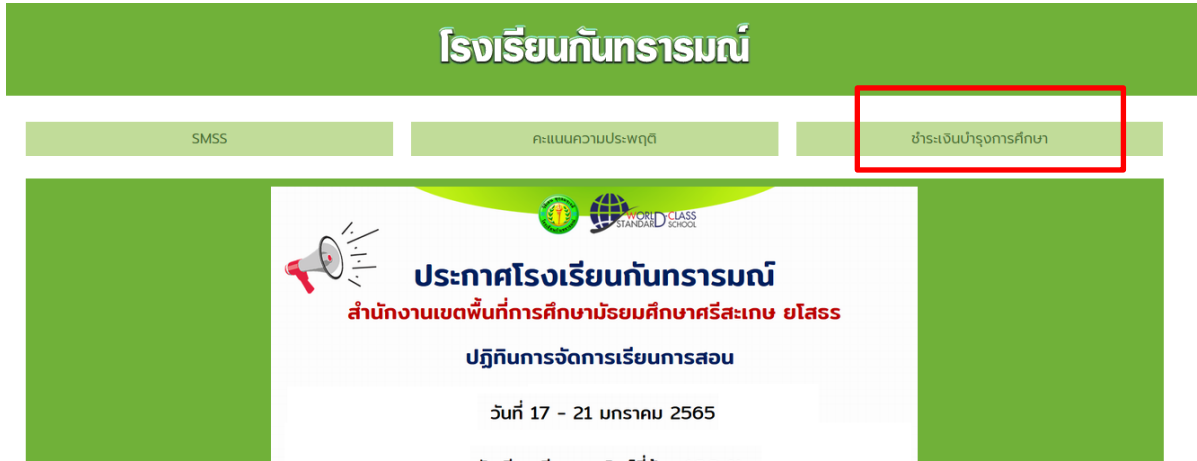 โรงเรียนกันทรารมณ์
SMSS
คะแนนความประพฤติ
ชำระเงินบำรุงการศึกษา
WORLD-CLASS
STANDARD SCHOOL
ประกาศโรงเรียนกันทรารมณ์
สำนักงานเขตพื้นที่การศึกษามัธยมศึกษาศรีสะเกษ ยโสธร
ปฏิทินการจัดการเรียนการสอน
วันที่ 17 - 21 มกราคม 2565